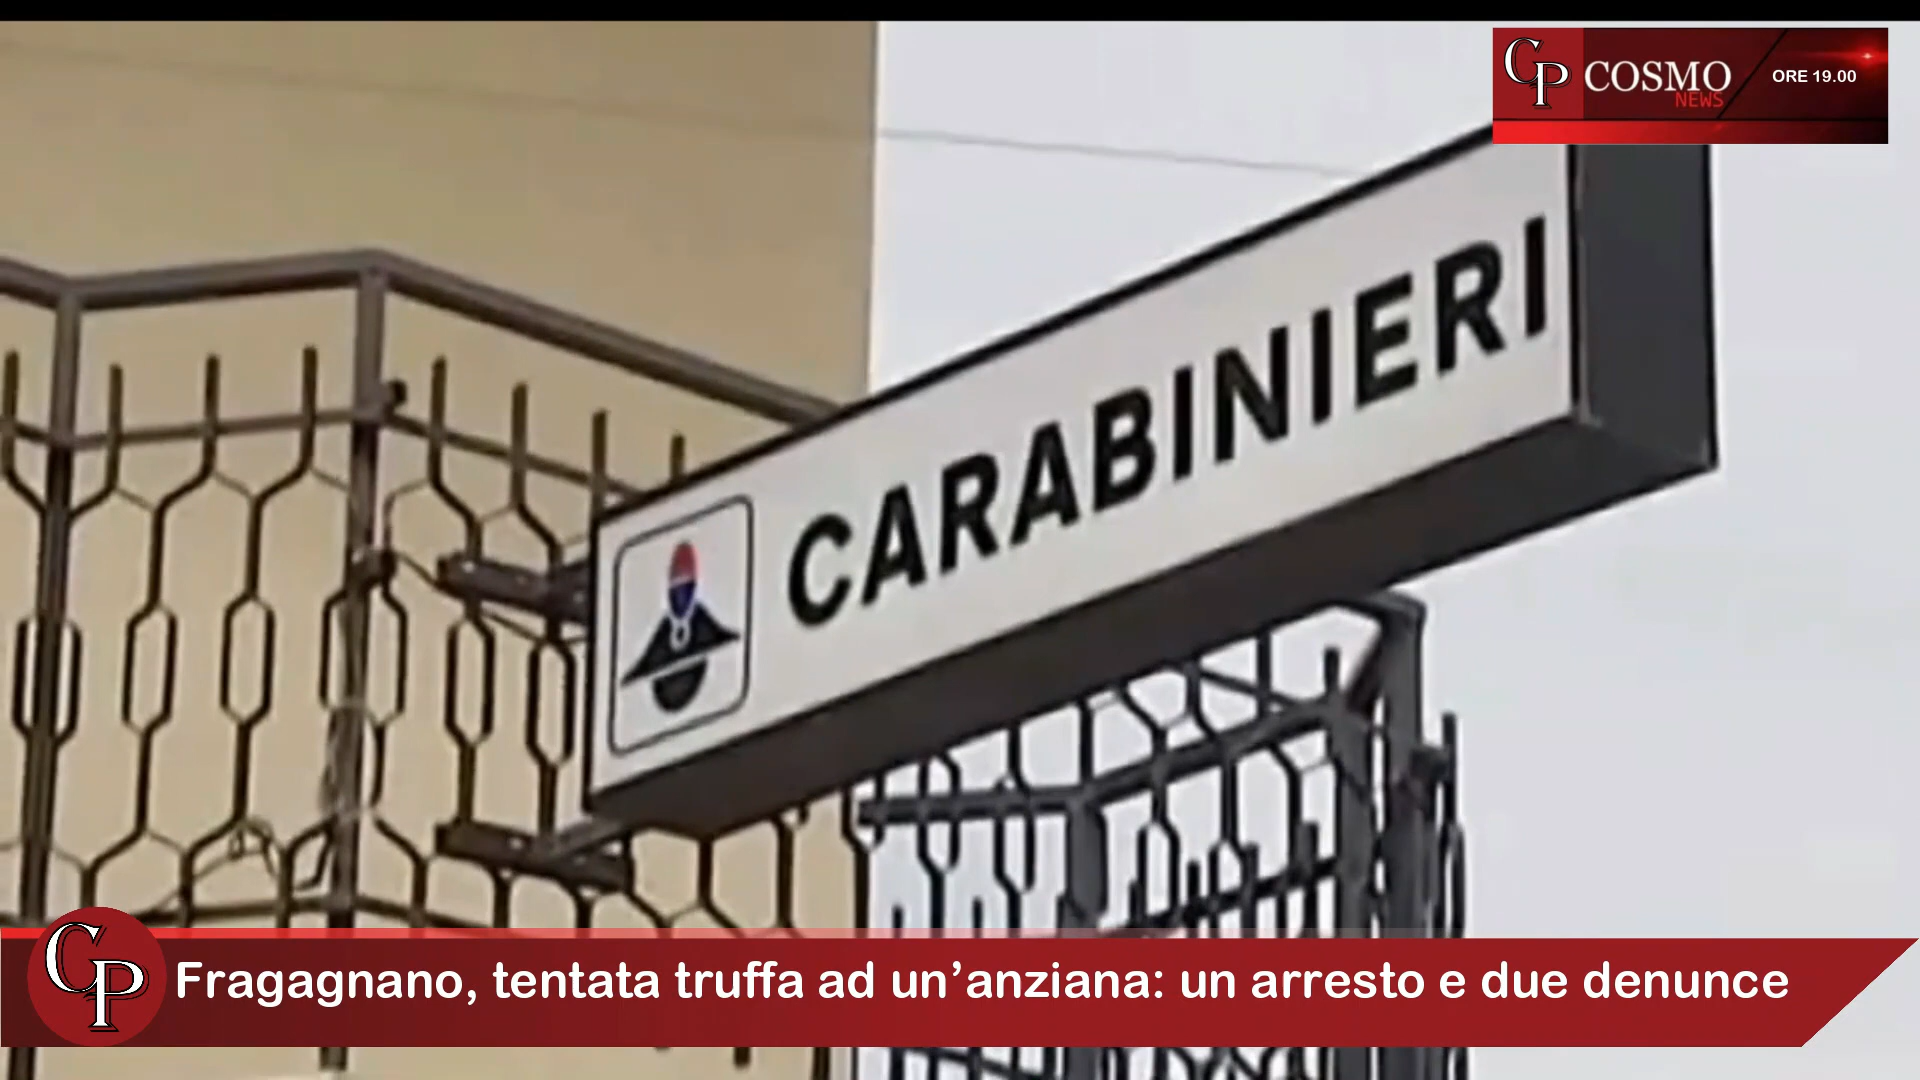 CP COSMO
NEWS
ORE 19.00
CARABINIERI
CP Fragagnano, tentata truffa ad un’anziana: un arresto e due denunce